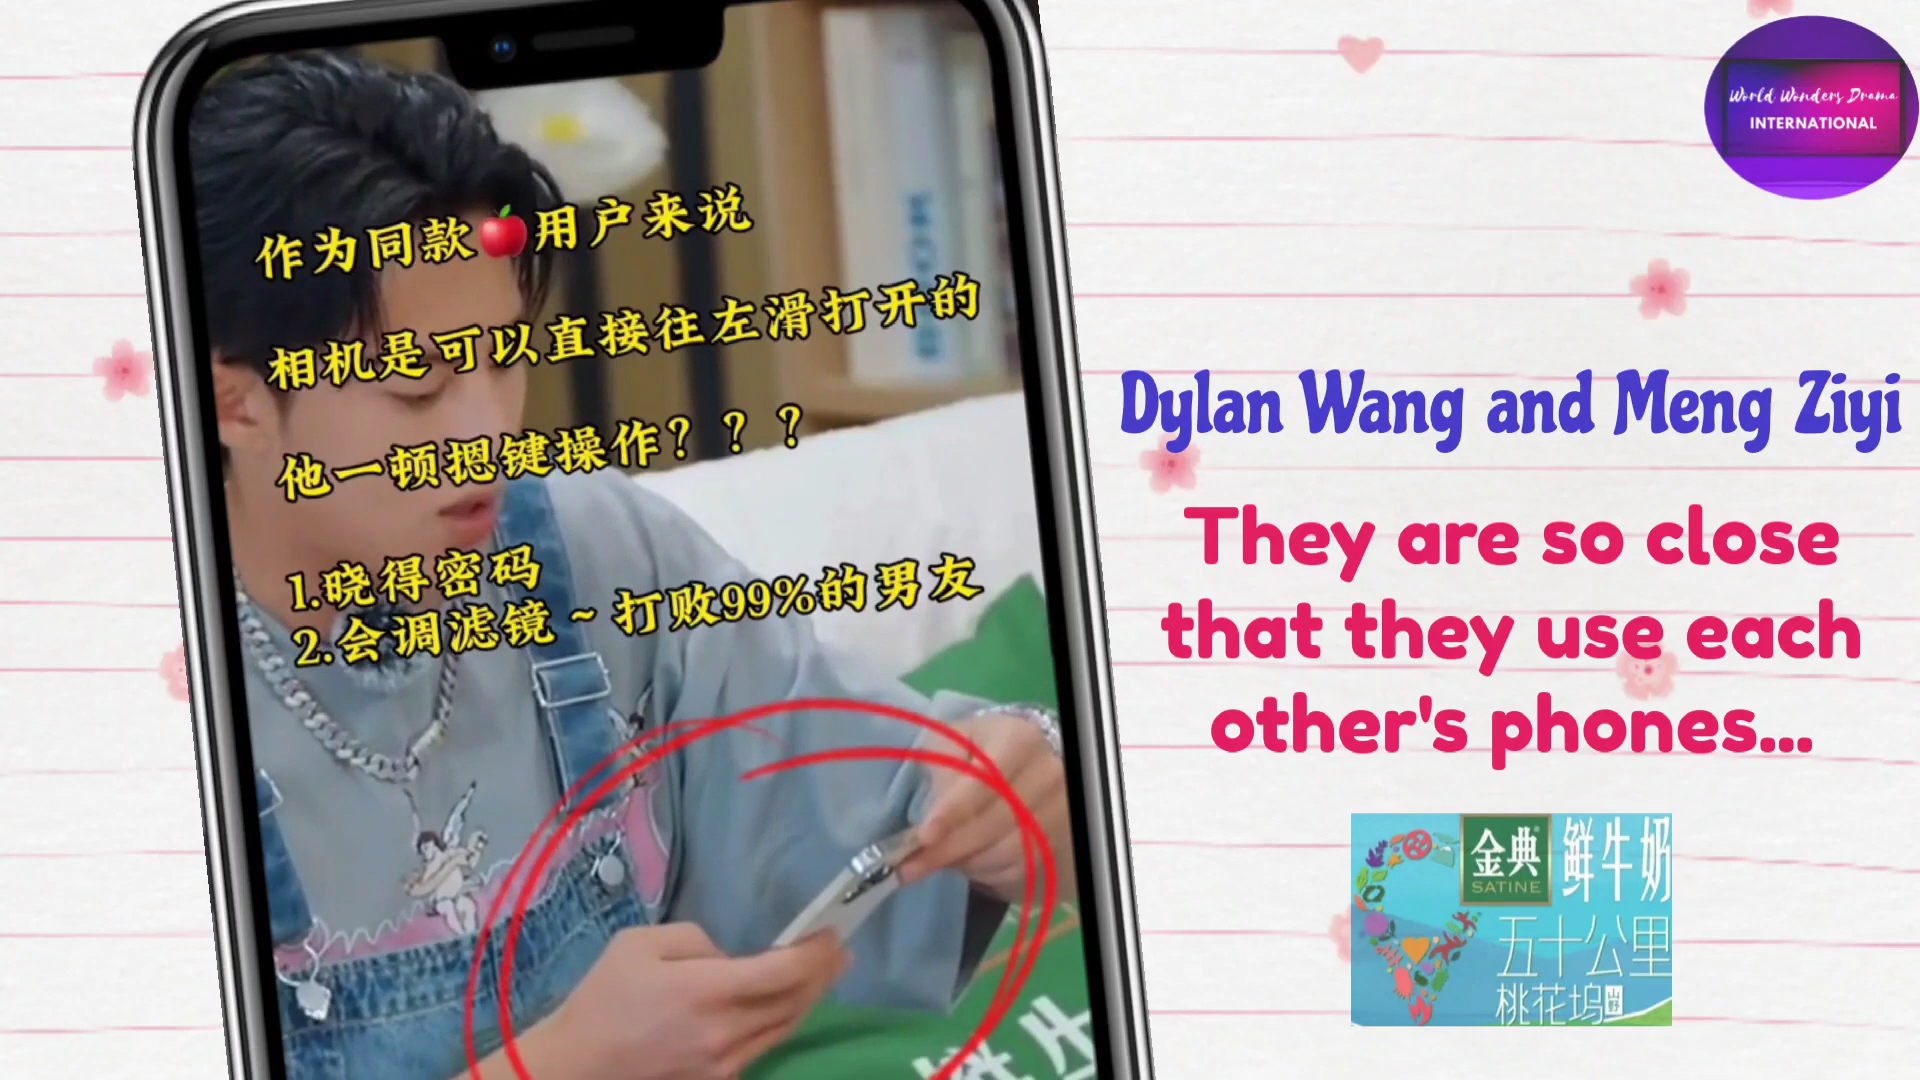 作为同款🍎用户来说
相机是可以直接往左滑打开的
他一顿摁键操作？？？
1.晓得密码
2.会调滤镜~打败99%的男友
World Wonders Drama
INTERNATIONAL
Dylan Wang and Meng Ziyi
They are so close
that they use each
other's phones...
金典
SATINE
鲜牛奶
五十公里
桃花坞